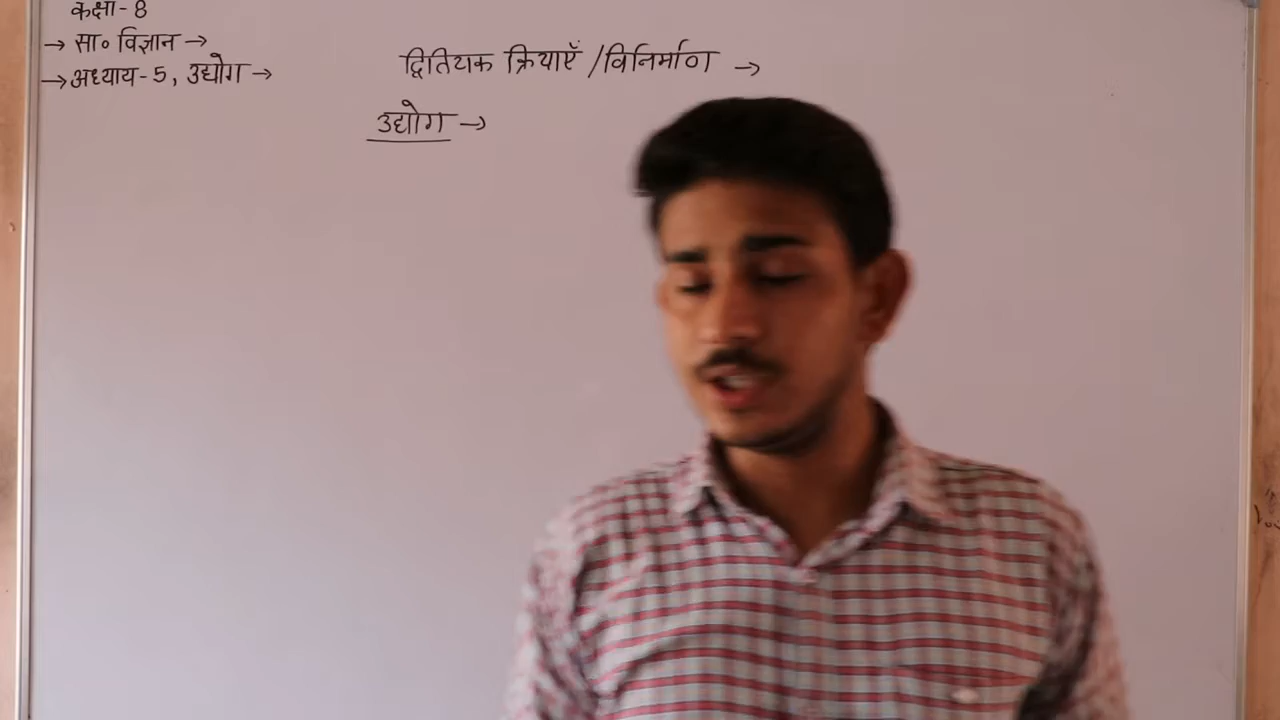 कक्षा-8
→ सा० विज्ञान →
→ अध्याय-5, उद्योग →
द्वितियक क्रियाएँ /विनिर्माण →
उद्योग →